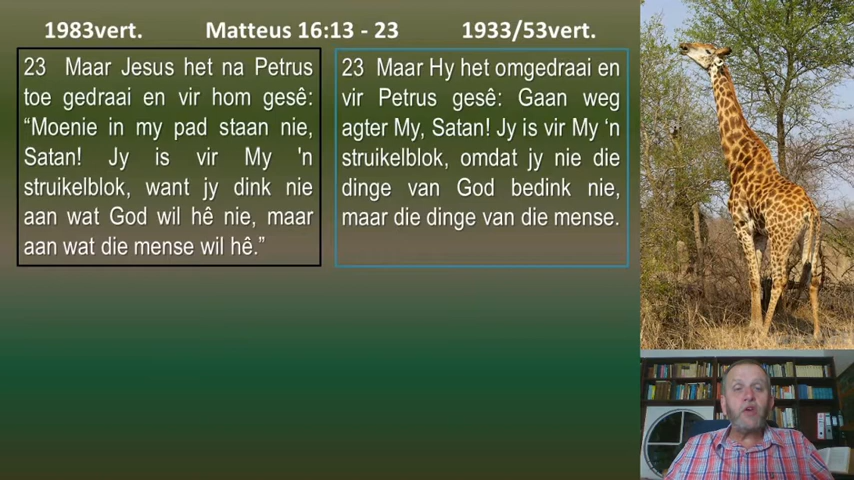 1983vert.
Matteus 16:13 - 23
1933/53vert.
23 Maar Jesus het na Petrus
toe gedraai en vir hom gesê:
“Moenie in my pad staan nie,
Satan! Jy is vir My 'n
struikelblok, want jy dink nie
aan wat God wil hê nie, maar
aan wat die mense wil hê.”
23 Maar Hy het omgedraai en
vir Petrus gesê: Gaan weg
agter My, Satan! Jy is vir My ‘n
struikelblok, omdat jy nie die
dinge van God bedink nie,
maar die dinge van die mense.